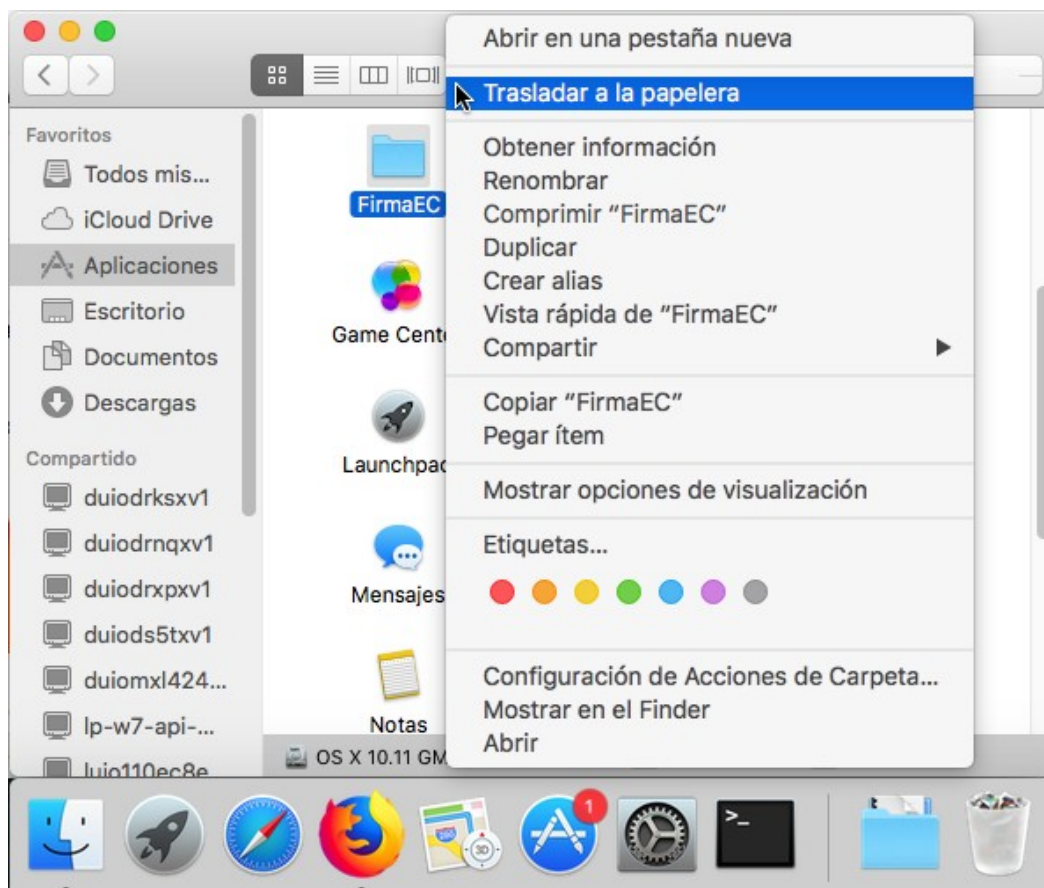 Abrir en una pestaña nueva
Trasladar a la papelera
Obtener información
Renombrar
Comprimir “FirmaEC”
Duplicar
Crear alias
Vista rápida de “FirmaEC”
Compartir
Copiar “FirmaEC”
Pegar ítem
Mostrar opciones de visualización
Etiquetas...
Configuración de Acciones de Carpeta...
Mostrar en el Finder
Abrir
Favoritos
Todos mis...
iCloud Drive
Aplicaciones
Escritorio
Documentos
Descargas
Compartido
duiodrksxv1
duiodrnqxv1
duiodrxpxv1
duiods5txv1
duiomxl424...
lp-w7-api-...
FirmaEC
Game Cent
Launchpad
Mensajes
Notas
OS X 10.11 GM
1
3D
>_